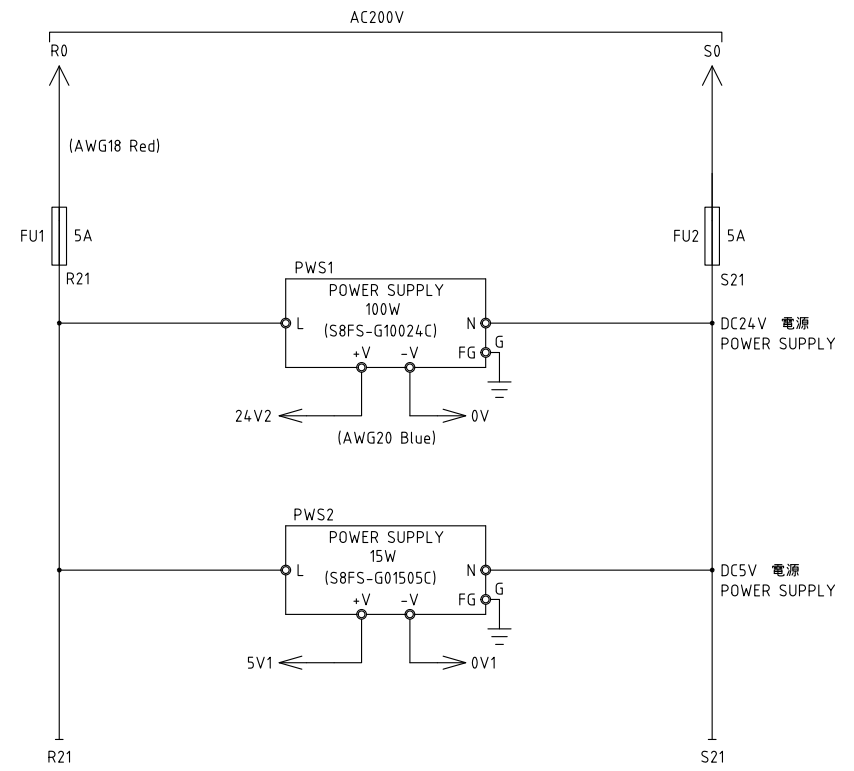 AC200V
R0
S0
(AWG18 Red)
FU1
5A
FU2
5A
R21
S21
PWS1
POWER SUPPLY
100W
(S8FS-G10024C)
L
N
+V
-V
FG
G
DC24V 電源
POWER SUPPLY
24V2
0V
(AWG20 Blue)
PWS2
POWER SUPPLY
15W
(S8FS-G01505C)
L
N
+V
-V
FG
G
DC5V 電源
POWER SUPPLY
5V1
0V1
R21
S21